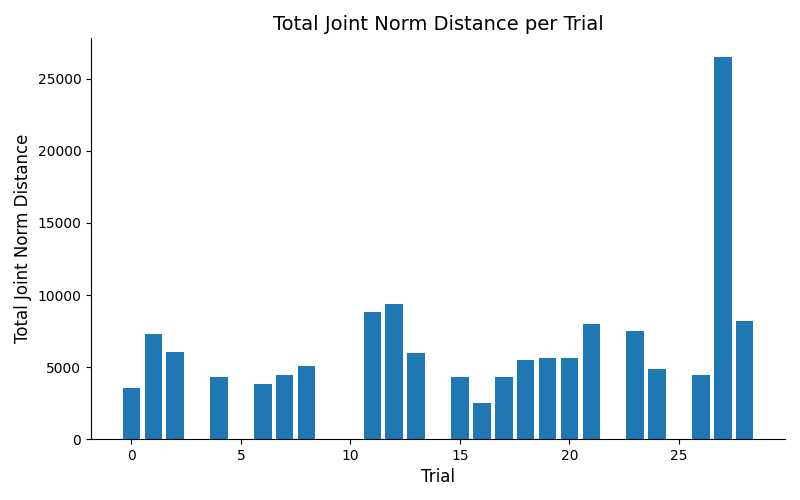 Total Joint Norm Distance per Trial
Total Joint Norm Distance
25000
20000
15000
10000
5000
0
0 5 10 15 20 25
Trial